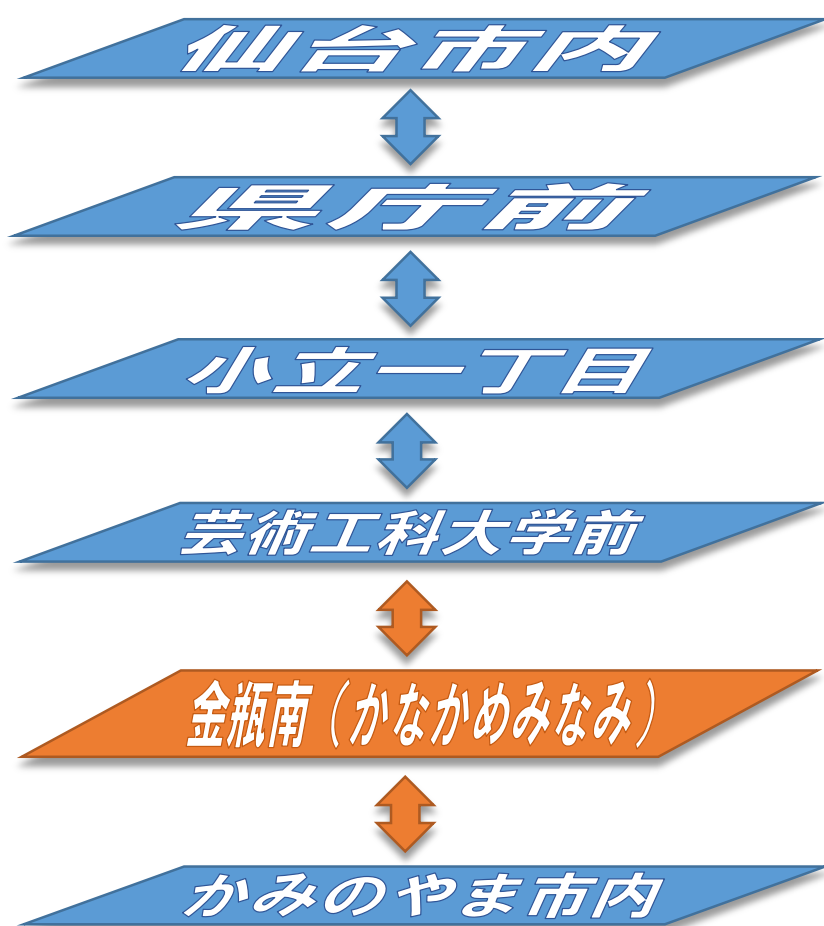 仙台市内
県庁前
小立一丁目
芸術工科大学前
金瓶南（かなかめみなみ）
かみのやま市内